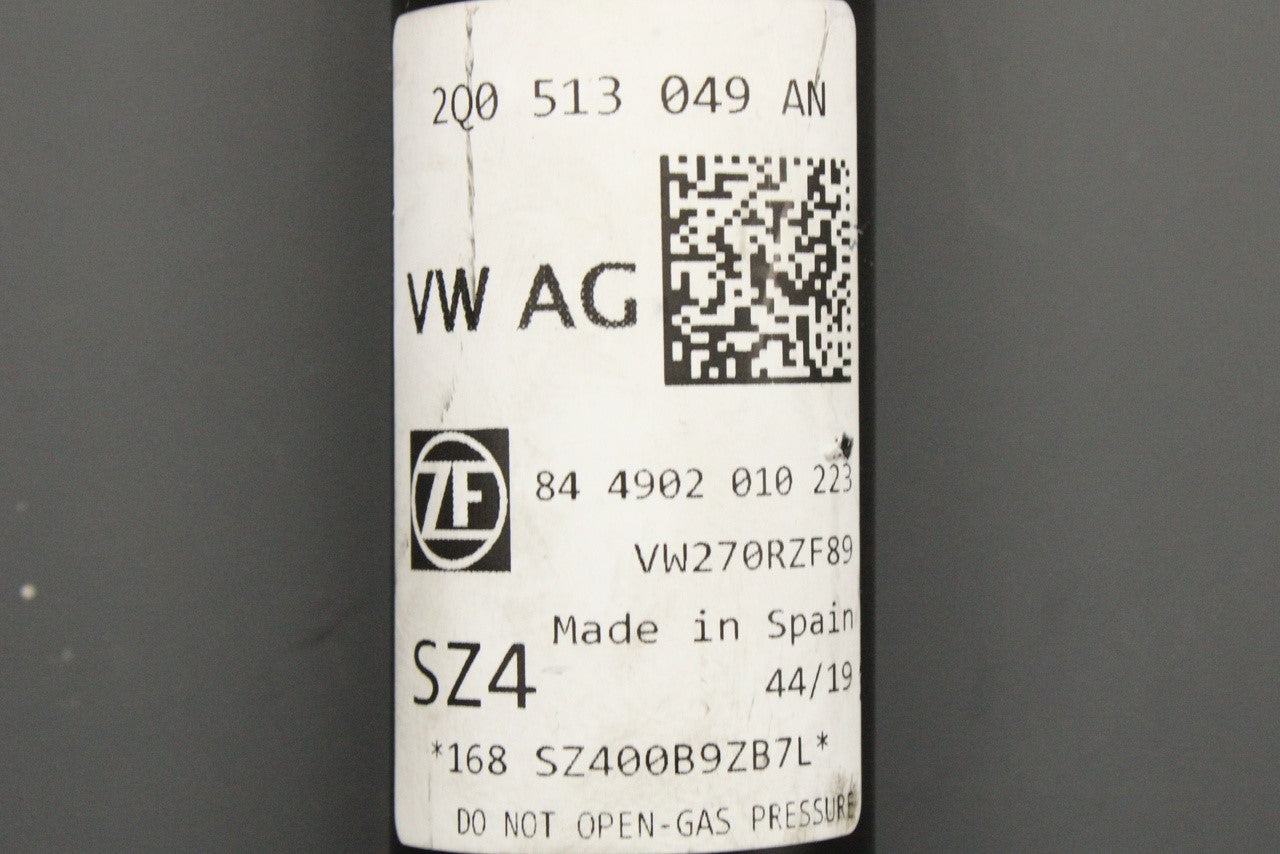 2Q0 513 049 AN
VW AG
ZF
84 4902 010 223
VW270RZF89
Made in Spain
SZ4
44/19
*168 SZ400B9ZB7L*
DO NOT OPEN-GAS PRESSURE